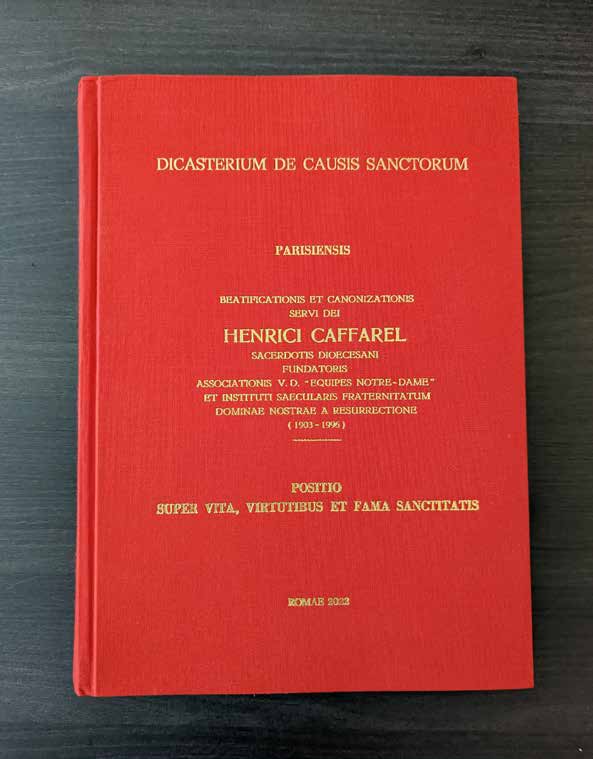 DICASTERIUM DE CAUSIS SANCTORUM
PARISIENSIS
BEATIFICATIONIS ET CANONIZATIONIS
SERVI DEI
HENRICI CAFFAREL
SACERDOTIS DIOECESANI
FUNDATORIS
ASSOCIATIONIS V. D. "EQUIPES NOTRE-DAME"
ET INSTITUTI SAECULARIS FRATERNITATUM
DOMINAE NOSTRAE A RESURRECTIONE
( 1903 - 1996 )
POSITIO
SUPER VITA, VIRTUTIBUS ET FAMA SANCTITATIS
ROMAE 2022